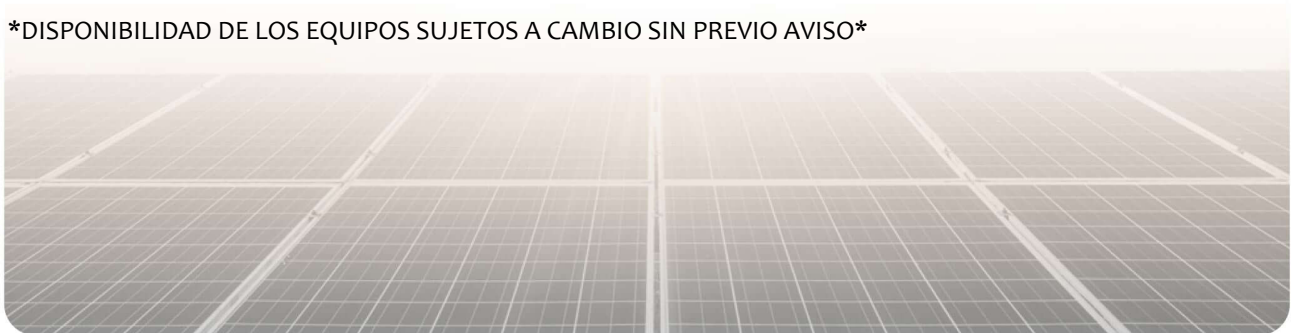 *DISPONIBILIDAD DE LOS EQUIPOS SUJETOS A CAMBIO SIN PREVIO AVISO*